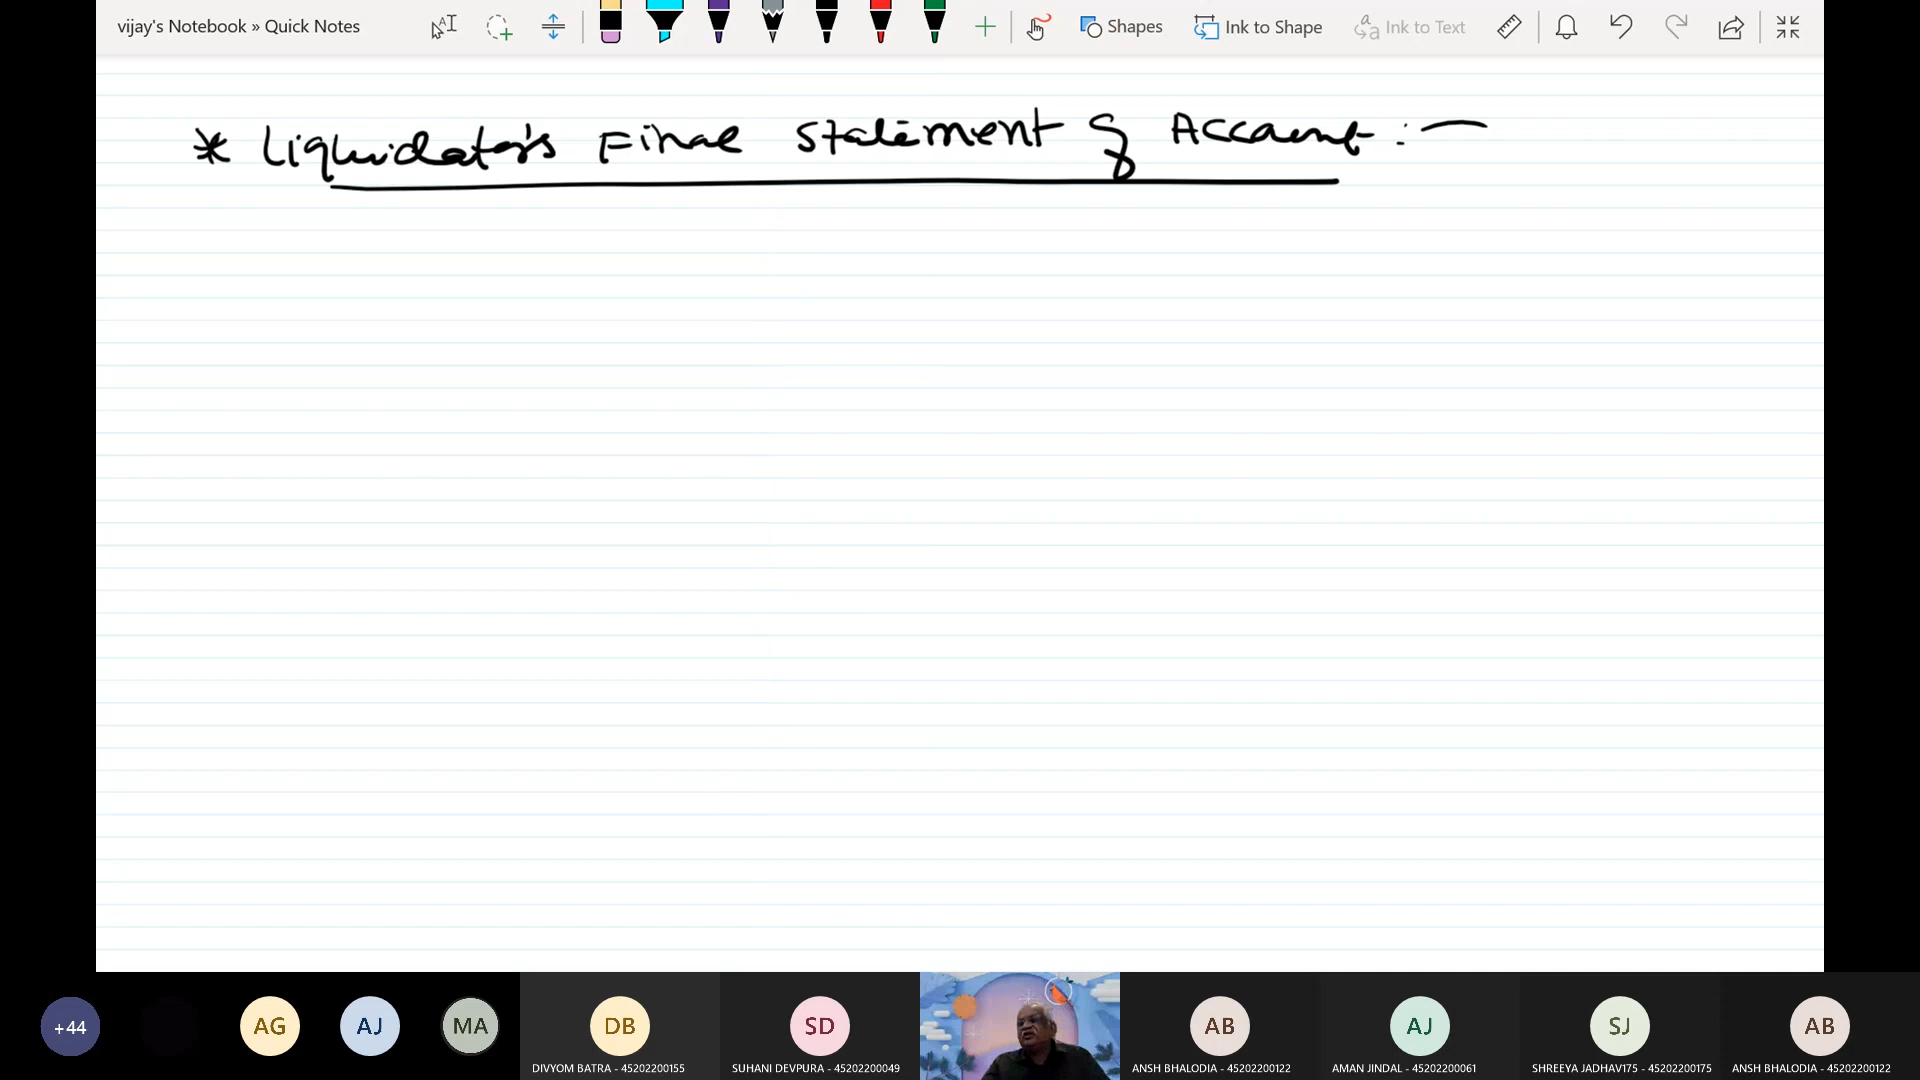 vijay's Notebook » Quick Notes
Shapes
Ink to Shape
Ink to Text
* Liquidator's Final Statement of Account :-
+44
AG
AJ
MA
DB
DIVYOM BATRA - 45202200155
SD
SUHANI DEVPURA - 45202200049
AB
ANSH BHALODIA - 45202200122
AJ
AMAN JINDAL - 45202200061
SJ
SHREEYA JADHAV175 - 45202200175
AB
ANSH BHALODIA - 45202200122